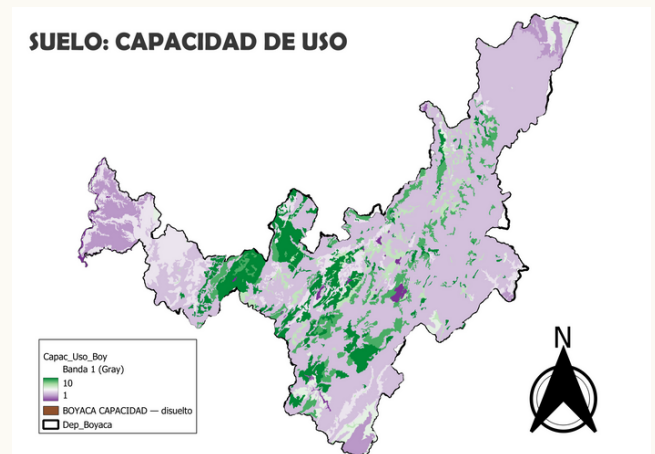 SUELO: CAPACIDAD DE USO
N
Capac_Uso_Boy
Banda 1 (Gray)
10
1
BOYACA CAPACIDAD — disuelto
Dep_Boyaca